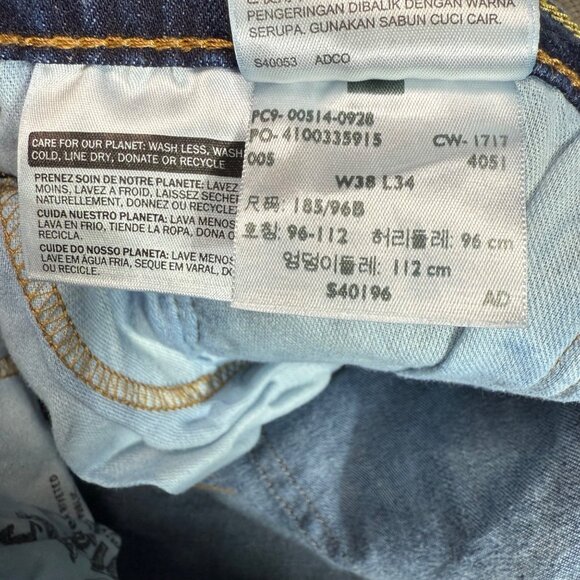 PENGERINGAN DIBALIK DENGAN WARNA
SERUPA. GUNAKAN SABUN CUCI CAIR.
S40053 ADCO
CARE FOR OUR PLANET: WASH LESS, WASH
COLD, LINE DRY, DONATE OR RECYCLE
PRENEZ SOIN DE NOTRE PLANETE: LAVEZ
MOINS, LAVEZ A FROID, LAISSEZ SECHER
NATURELLEMENT, DONNEZ OU RECYCLEZ
CUIDA NUESTRO PLANETA: LAVA MENOS
LAVA EN FRIO, TIENDE LA ROPA, DONA O
RECICLA
CUIDE DO NOSSO PLANETA: LAVE MENOS
LAVE EM ÁGUA FRIA, SEQUE EM VARAL, DO
OU RECICLE.
PC9- 00514-0928
PO- 4100335915 CW- 1717
005 4051
W38 L34
尺码: 185/96B
호칭: 96-112 허리둘레: 96 cm
엉덩이둘레: 112 cm
S40196 AD